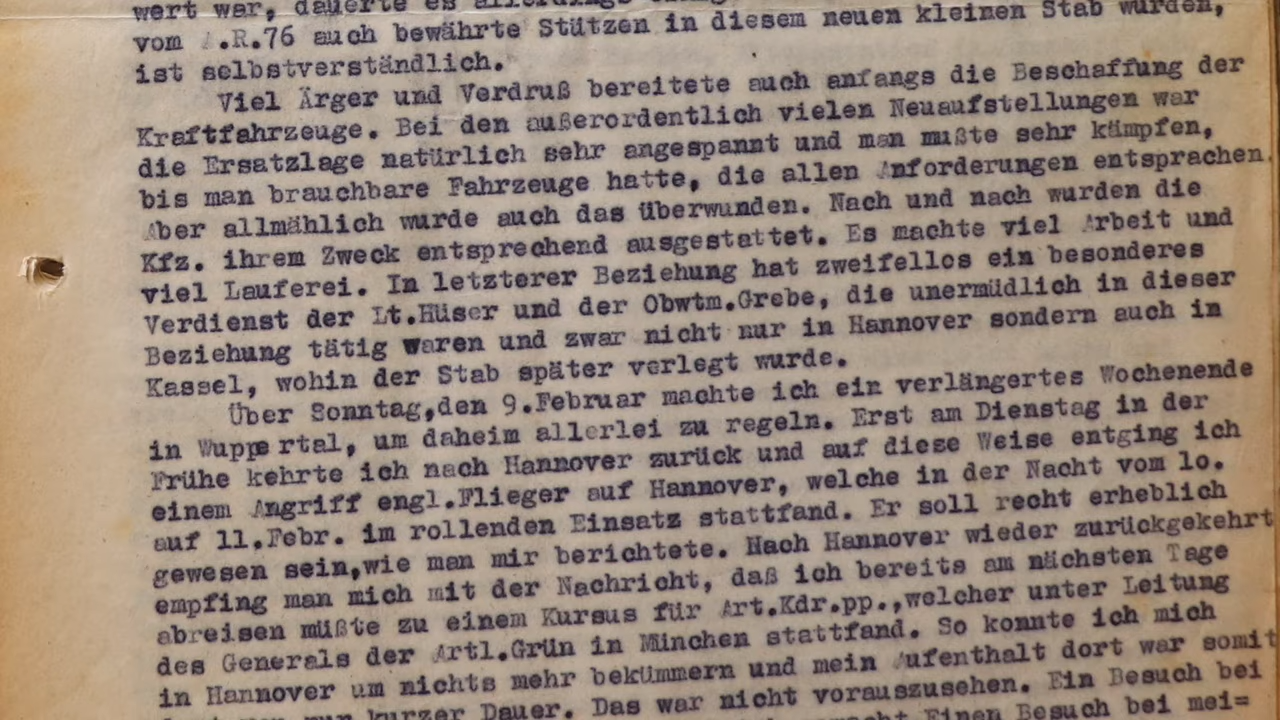 wert war, dauerte es allerdings
vom A.R.76 auch bewährte Stützen in diesem neuen kleinen Stab wurden,
ist selbstverständlich.
Viel Ärger und Verdruß bereitete auch anfangs die Beschaffung der
Kraftfahrzeuge. Bei den außerordentlich vielen Neuaufstellungen war
die Ersatzlage natürlich sehr angespannt und man mußte sehr kämpfen,
bis man brauchbare Fahrzeuge hatte, die allen Anforderungen entsprachen.
Aber allmählich wurde auch das überwunden. Nach und nach wurden die
Kfz. ihrem Zweck entsprechend ausgestattet. Es machte viel Arbeit und
viel Lauferei. In letzterer Beziehung hat zweifellos ein besonderes
Verdienst der Lt.Hüser und der Obwtm.Grebe, die unermüdlich in dieser
Beziehung tätig waren und zwar nicht nur in Hannover sondern auch in
Kassel, wohin der Stab später verlegt wurde.
Über Sonntag,den 9.Februar machte ich ein verlängertes Wochenende
in Wuppertal, um daheim allerlei zu regeln. Erst am Dienstag in der
Frühe kehrte ich nach Hannover zurück und auf diese Weise entging ich
einem Angriff engl.Flieger auf Hannover, welche in der Nacht vom lo.
auf 11.Febr. im rollenden Einsatz stattfand. Er soll recht erheblich
gewesen sein,wie man mir berichtete. Nach Hannover wieder zurückgekehrt
empfing man mich mit der Nachricht, daß ich bereits am nächsten Tage
abreisen müßte zu einem Kursus für Art.Kdr.pp.,welcher unter Leitung
des Generals der Artl.Grün in München stattfand. So konnte ich mich
in Hannover um nichts mehr bekümmern und mein Aufenthalt dort war somit
nur kurzer Dauer. Das war nicht vorauszusehen. Ein Besuch bei
Einen Besuch bei mei=